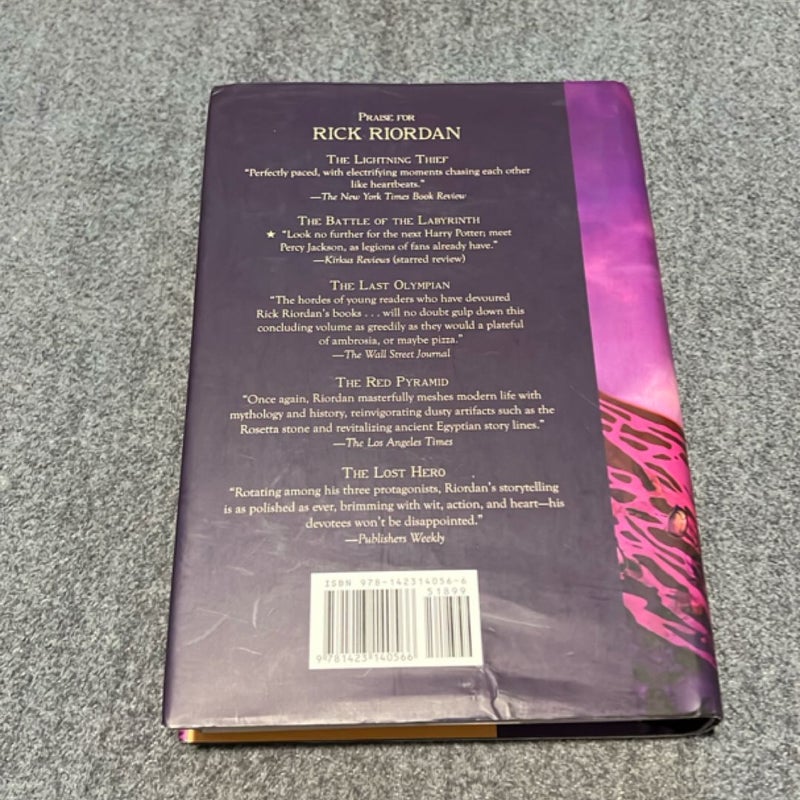 PRAISE FOR
RICK RIORDAN
THE LIGHTNING THIEF
“Perfectly paced, with electrifying moments chasing each other
like heartbeats.”
—The New York Times Book Review
THE BATTLE OF THE LABYRINTH
★ “Look no further for the next Harry Potter; meet
Percy Jackson, as legions of fans already have.”
—Kirkus Reviews (starred review)
THE LAST OLYMPIAN
“The hordes of young readers who have devoured
Rick Riordan’s books . . . will no doubt gulp down this
concluding volume as greedily as they would a plateful
of ambrosia, or maybe pizza.”
—The Wall Street Journal
THE RED PYRAMID
“Once again, Riordan masterfully meshes modern life with
mythology and history, reinvigorating dusty artifacts such as the
Rosetta stone and revitalizing ancient Egyptian story lines.”
—The Los Angeles Times
THE LOST HERO
“Rotating among his three protagonists, Riordan’s storytelling
is as polished as ever, brimming with wit, action, and heart—his
devotees won’t be disappointed.”
—Publishers Weekly
ISBN 978-142314056-6
51899
9781423140566